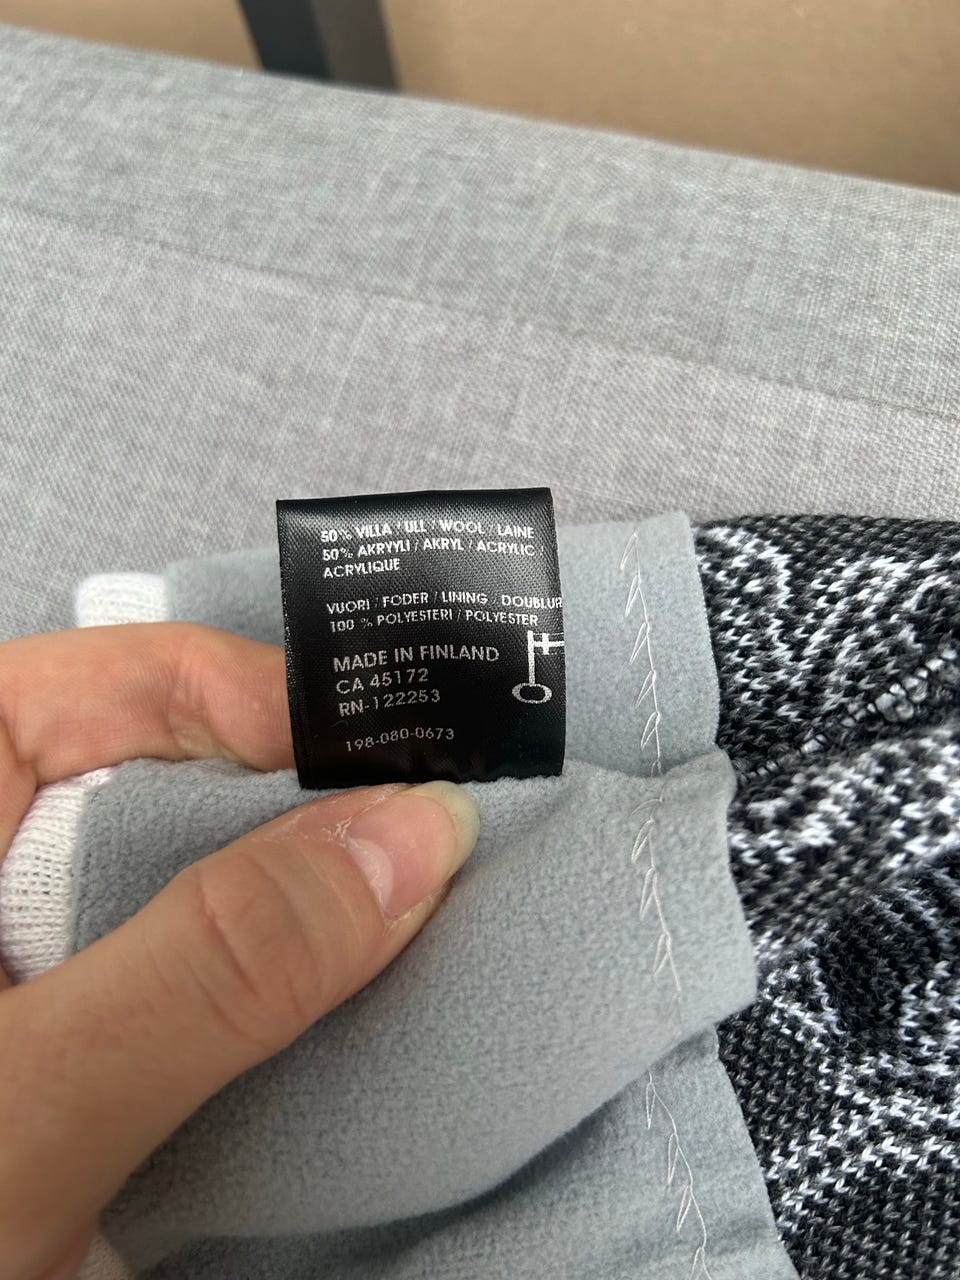 50% VILLA / ULL / WOOL / LAINE
50% AKRYYLI / AKRYL / ACRYLIC /
ACRYLIQUE
VUORI / FODER / LINING / DOUBLUR
100 % POLYESTERI / POLYESTER
MADE IN FINLAND
CA 45172
RN-122253
198-080-0673